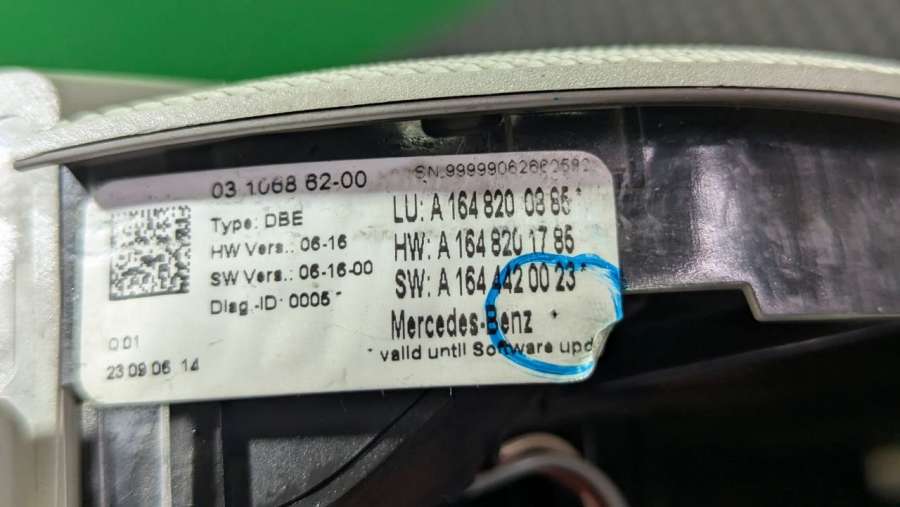 03 1068 62-00
SN.99999062660580
Type: DBE
HW Vers.: 06-16
SW Vers.: 06-16-00
Diag.-ID: 0005 *
LU: A 164 820 03 85 *
HW: A 164 820 17 85
SW: A 164 442 00 23 *
Mercedes-Benz *
* valid until Software upd
Q 01
23 09 06 14